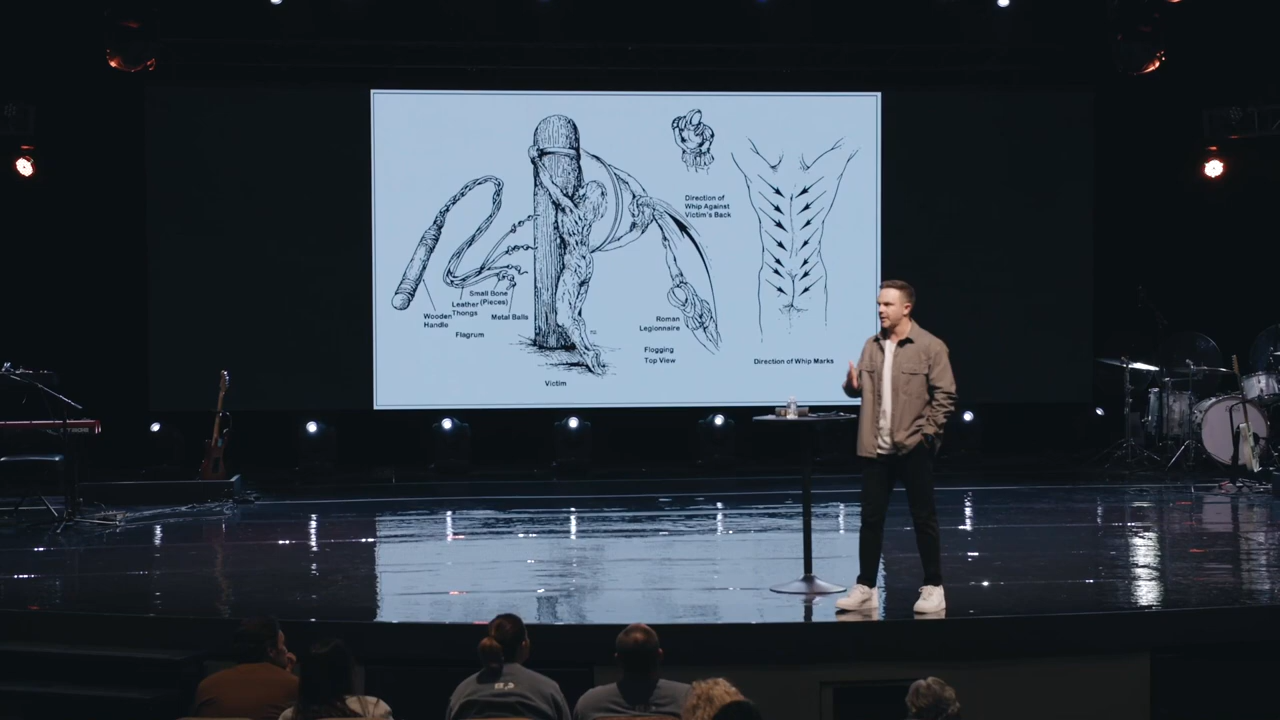 Wooden
Handle
Leather
Thongs
Small Bone
(Pieces)
Metal Balls
Flagrum
Victim
Direction of
Whip Against
Victim's Back
Roman
Legionnaire
Flogging
Top View
Direction of Whip Marks